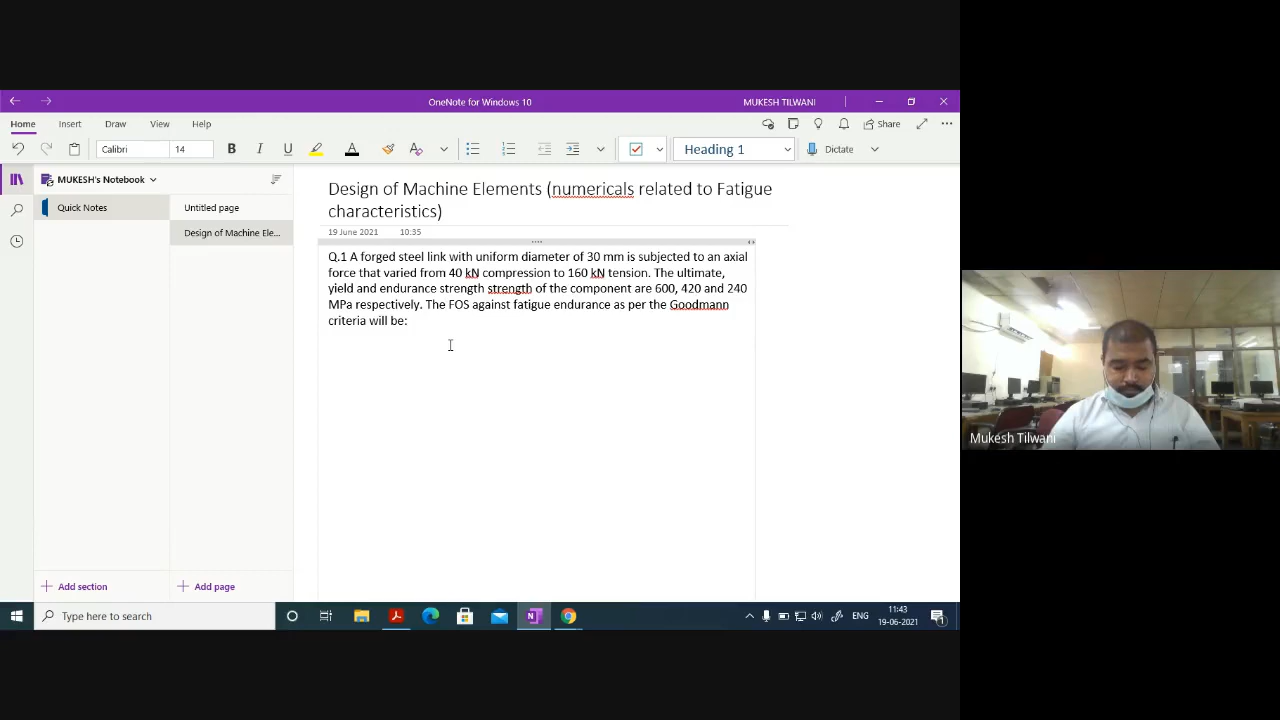 OneNote for Windows 10
MUKESH TILWANI
Home Insert Draw View Help
Share
Calibri 14 B I U A Heading 1 Dictate
MUKESH's Notebook
Quick Notes
Untitled page
Design of Machine Ele...
Design of Machine Elements (numericals related to Fatigue
characteristics)
19 June 2021 10:35
Q.1 A forged steel link with uniform diameter of 30 mm is subjected to an axial
force that varied from 40 kN compression to 160 kN tension. The ultimate,
yield and endurance strength strength of the component are 600, 420 and 240
MPa respectively. The FOS against fatigue endurance as per the Goodmann
criteria will be:
Mukesh Tilwani
Add section
Add page
Type here to search
ENG
11:43
19-06-2021